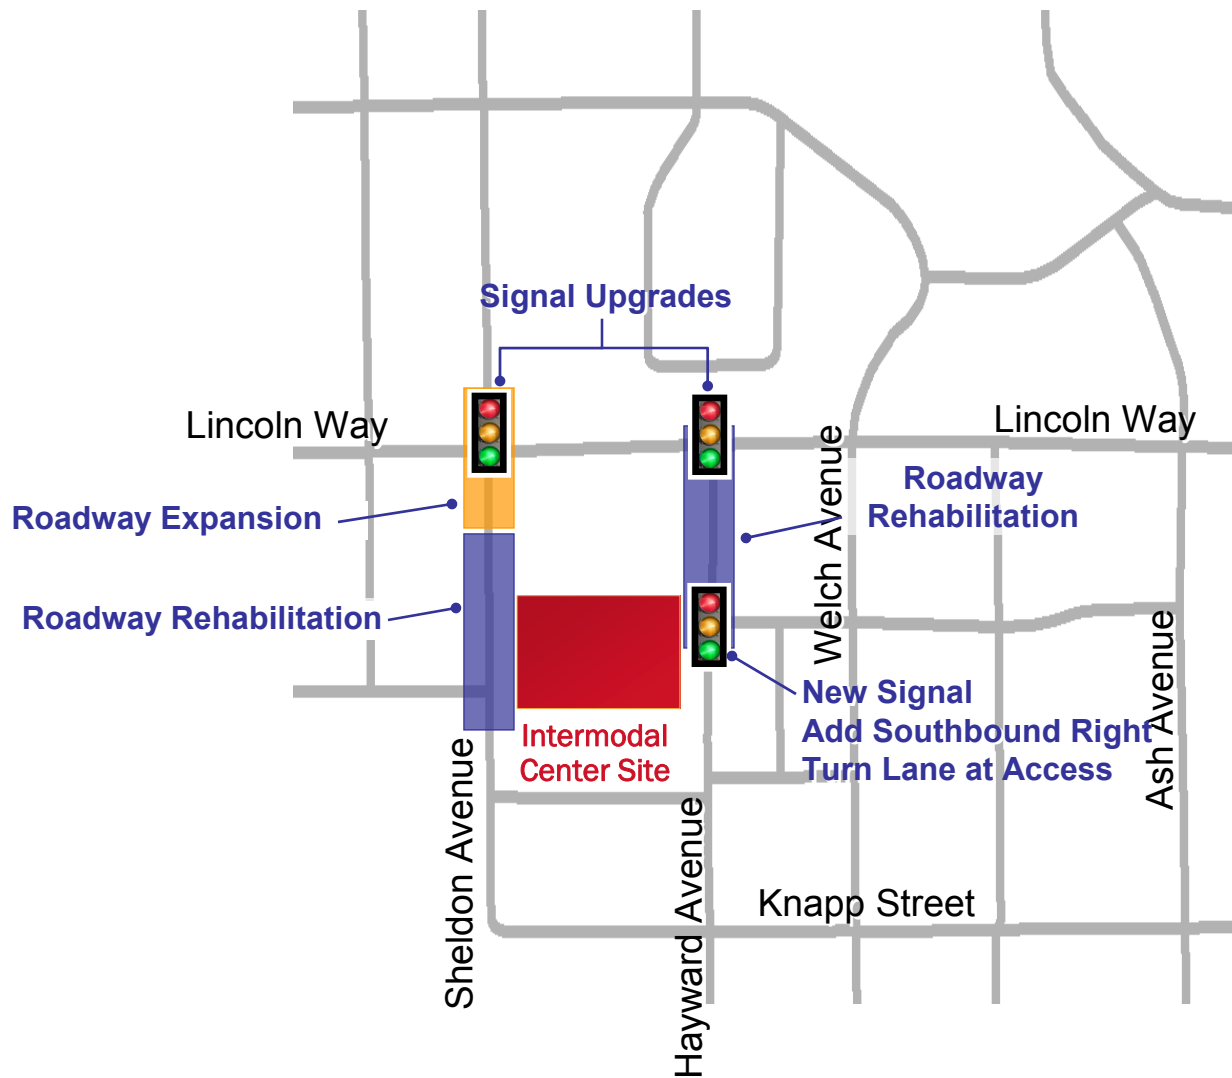 Signal Upgrades
Lincoln Way
Lincoln Way
Roadway
Rehabilitation
Roadway Expansion
Welch Avenue
Roadway Rehabilitation
New Signal
Add Southbound Right
Turn Lane at Access
Intermodal
Center Site
Ash Avenue
Sheldon Avenue
Hayward Avenue
Knapp Street